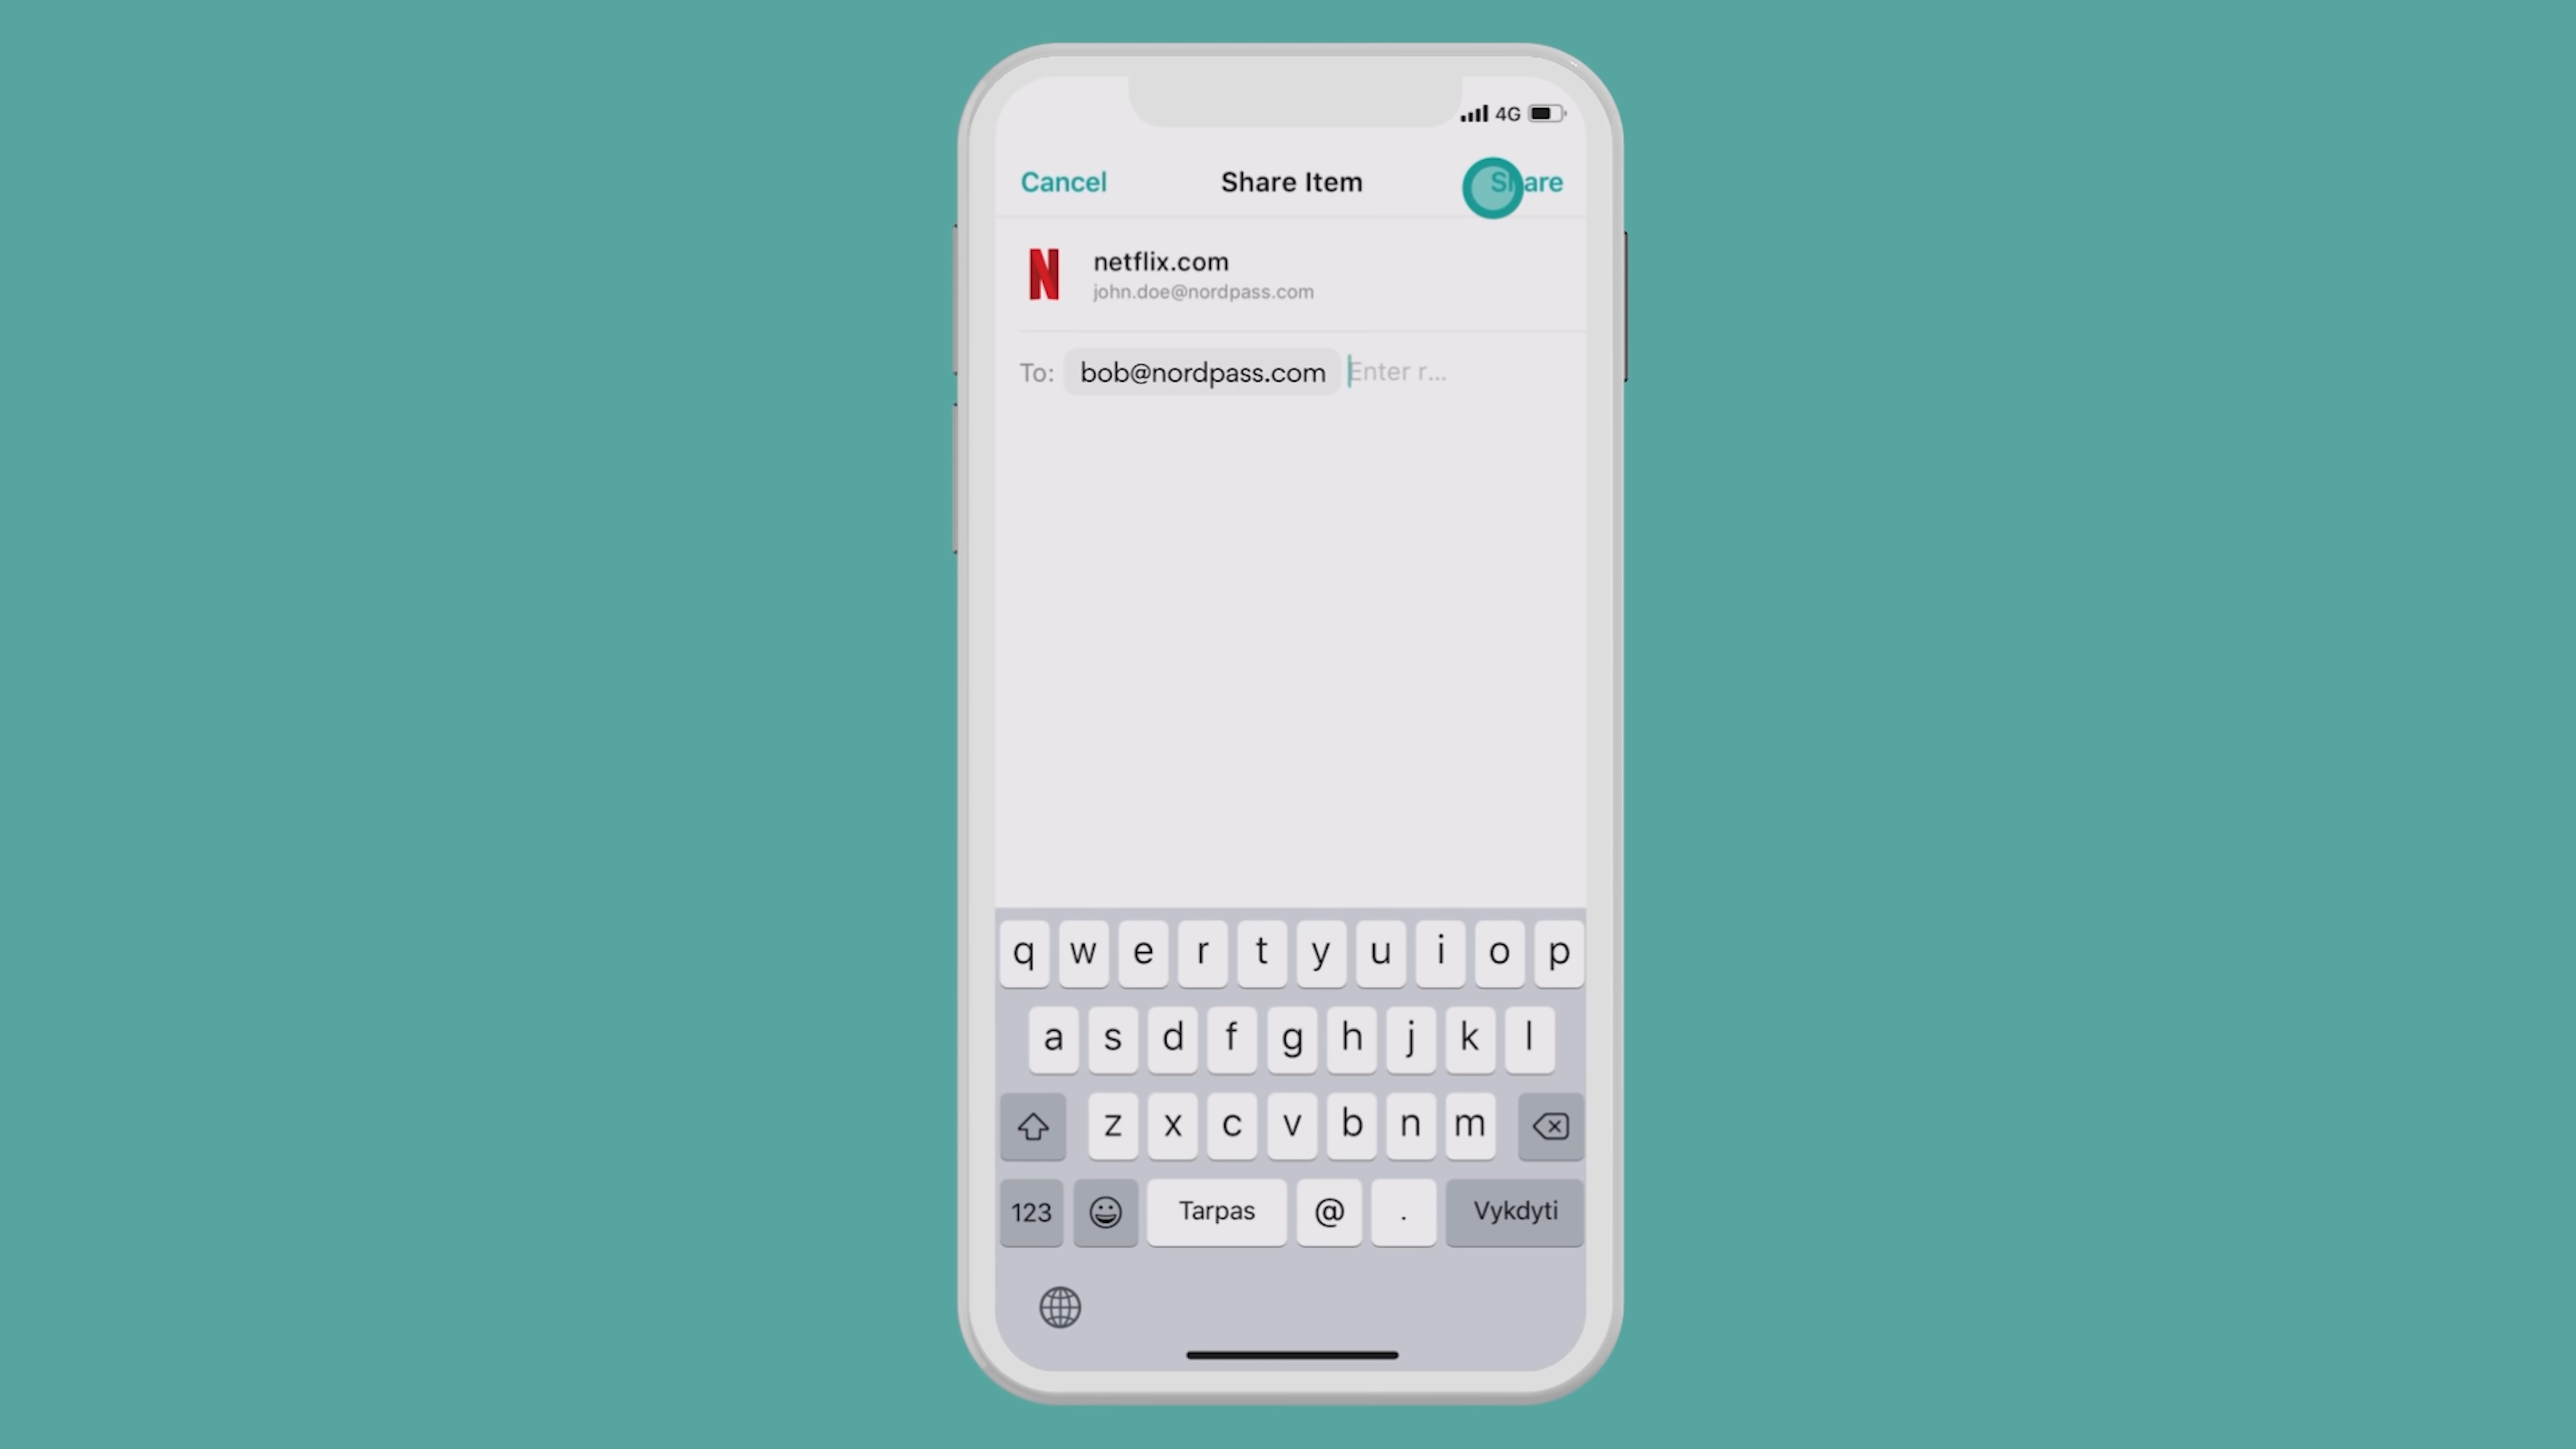 4G
Cancel Share Item Share
netflix.com
john.doe@nordpass.com
To: bob@nordpass.com Enter r...
q w e r t y u i o p
a s d f g h j k l
z x c v b n m
123 Tarpas @ . Vykdyti